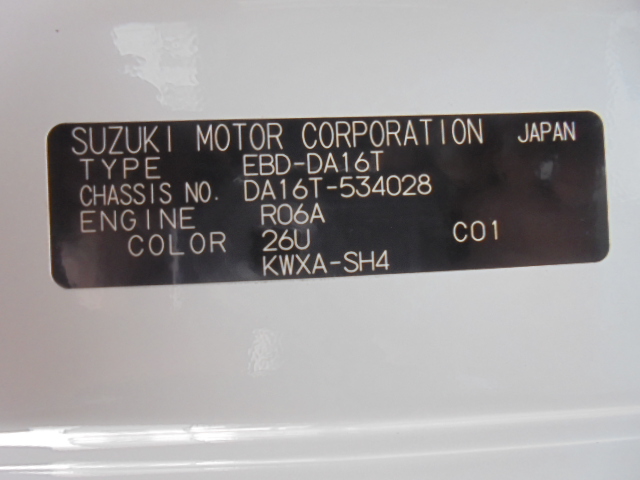 SUZUKI MOTOR CORPORATION JAPAN
TYPE EBD-DA16T
CHASSIS NO. DA16T-534028
ENGINE R06A
COLOR 26U C01
KWXA-SH4